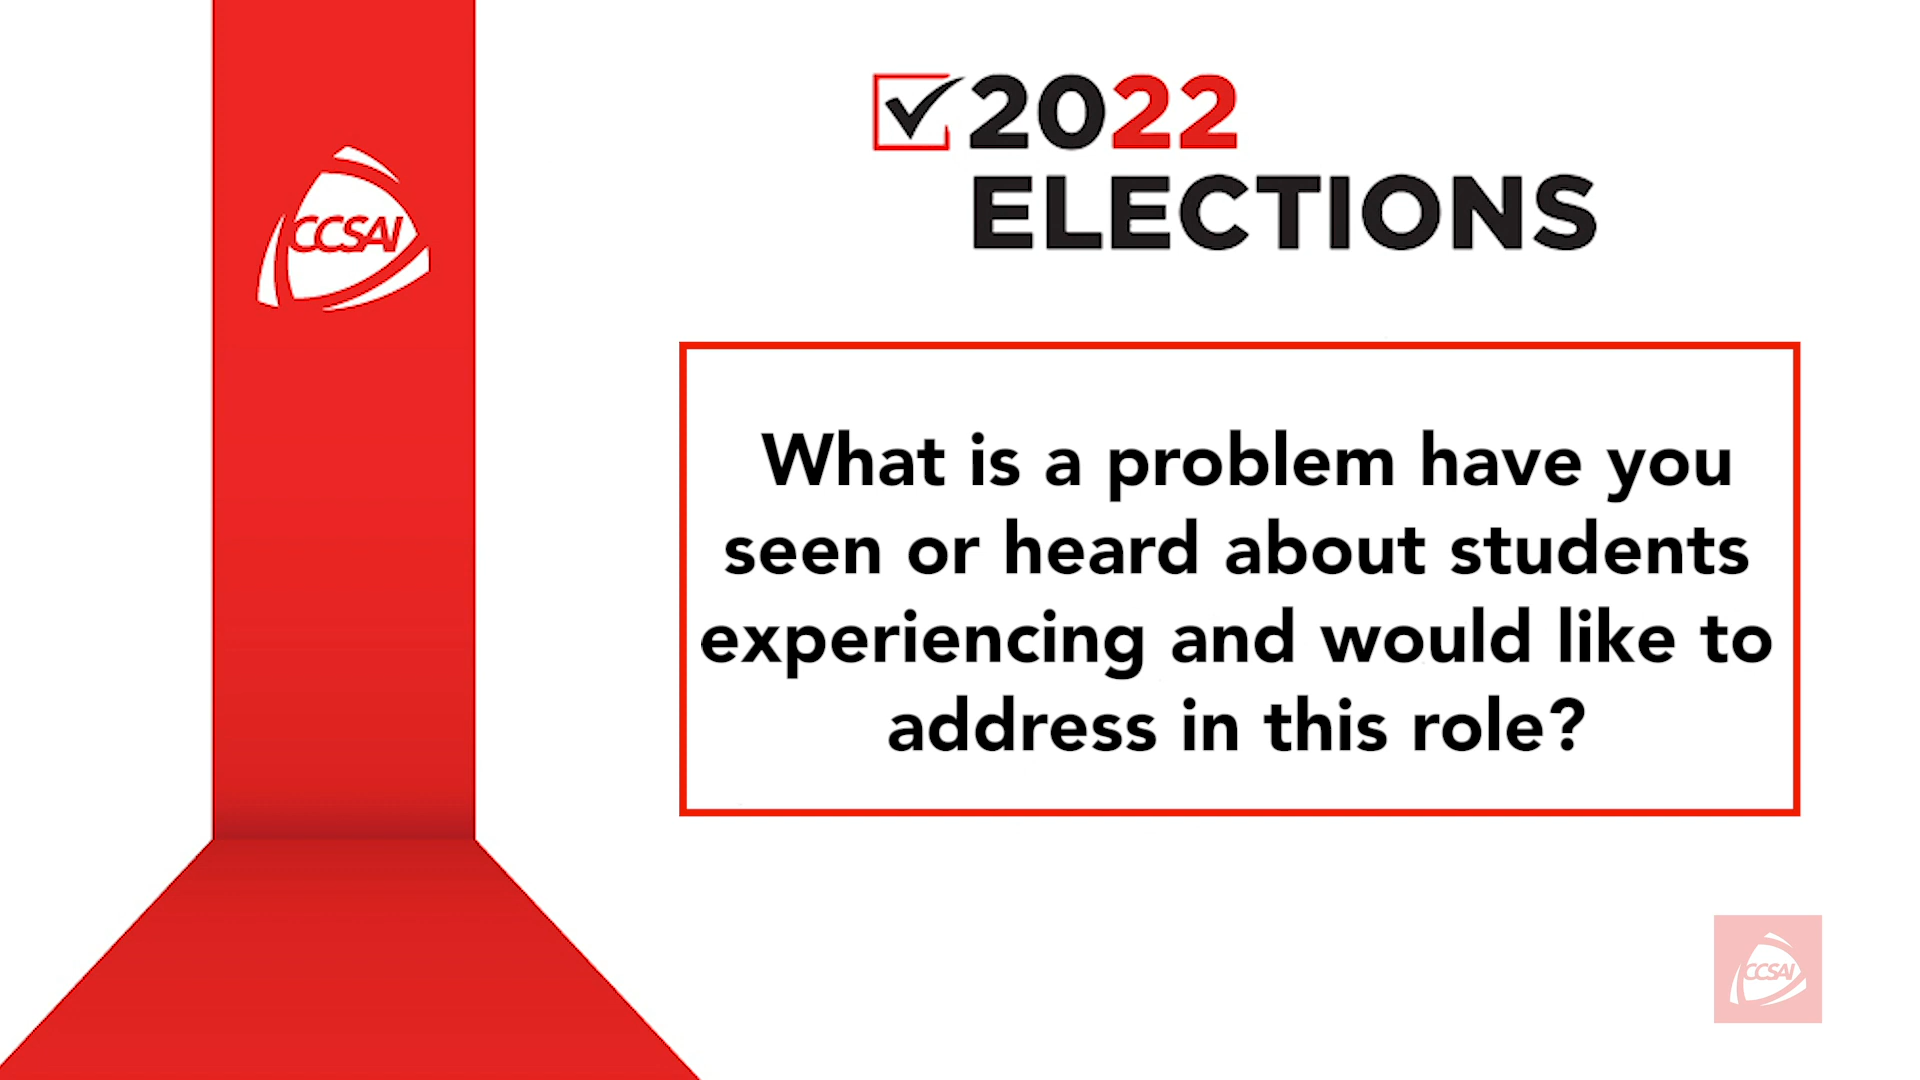 CCSAI
2022
ELECTIONS
What is a problem have you
seen or heard about students
experiencing and would like to
address in this role?
CCSAI